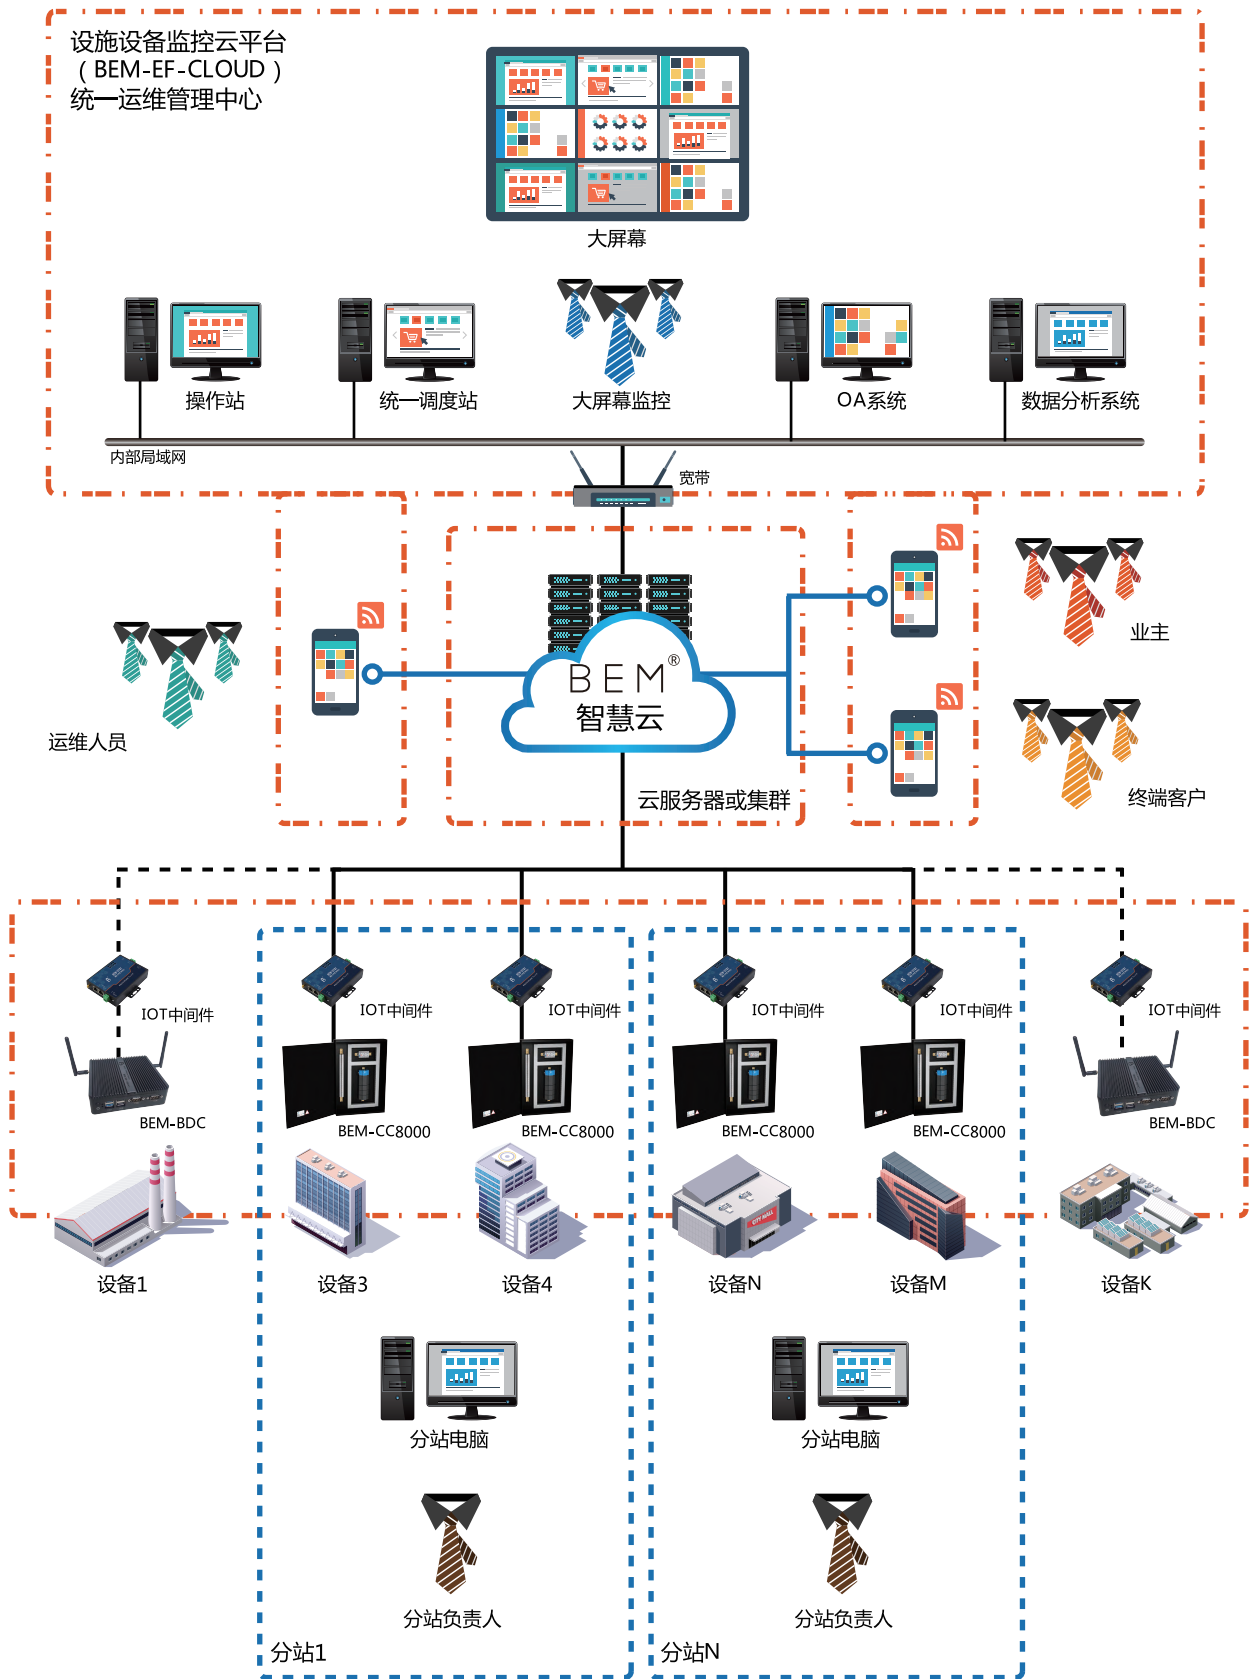 设施设备监控云平台
（BEM-EF-CLOUD）
统一运维管理中心
大屏幕
操作站
统一调度站
大屏幕监控
OA系统
数据分析系统
内部局域网
宽带
运维人员
BEM®
智慧云
云服务器或集群
业主
终端客户
IOT中间件
IOT中间件
IOT中间件
IOT中间件
IOT中间件
IOT中间件
BEM-BDC
BEM-CC8000
BEM-CC8000
BEM-CC8000
BEM-CC8000
BEM-BDC
CITY MALL
设备1
设备3
设备4
设备N
设备M
设备K
分站电脑
分站电脑
分站负责人
分站负责人
分站1
分站N